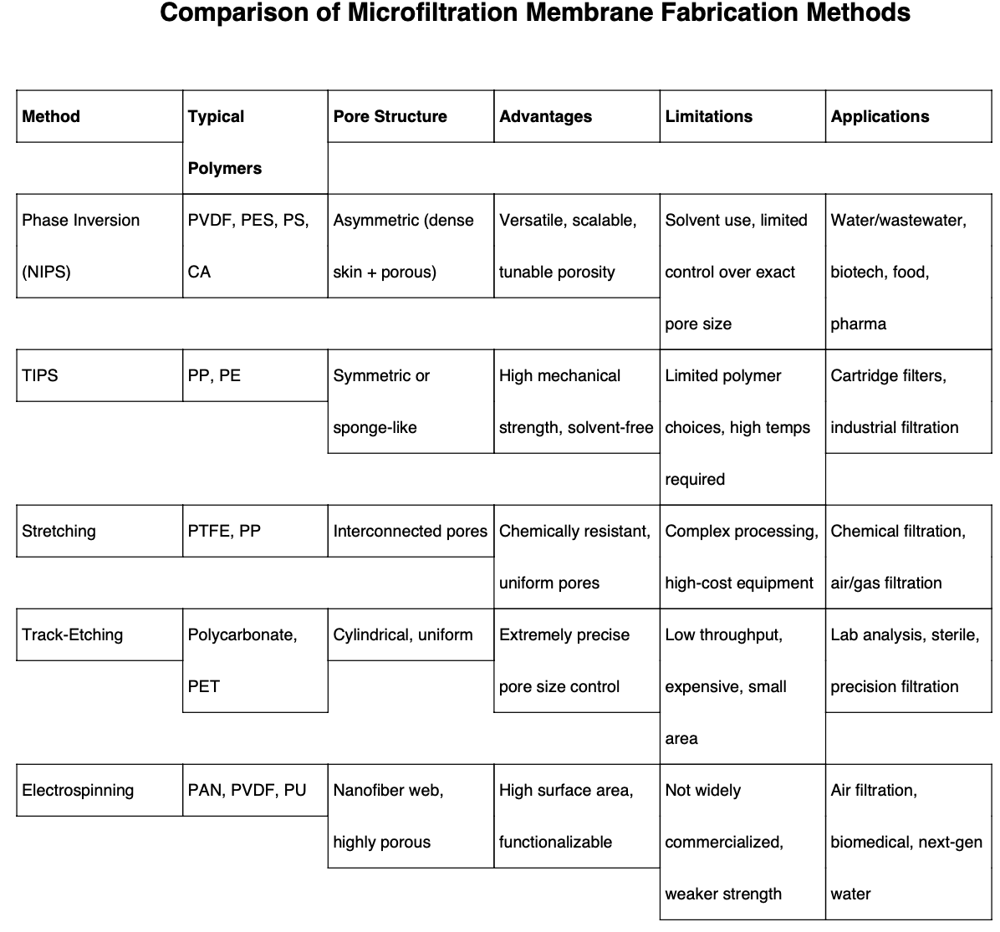 Comparison of Microfiltration Membrane Fabrication Methods
Method
Typical
Polymers
Pore Structure
Advantages
Limitations
Applications
Phase Inversion
(NIPS)
PVDF, PES, PS,
CA
Asymmetric (dense
skin + porous)
Versatile, scalable,
tunable porosity
Solvent use, limited
control over exact
pore size
Water/wastewater,
biotech, food,
pharma
TIPS
PP, PE
Symmetric or
sponge-like
High mechanical
strength, solvent-free
Limited polymer
choices, high temps
required
Cartridge filters,
industrial filtration
Stretching
PTFE, PP
Interconnected pores
Chemically resistant,
uniform pores
Complex processing,
high-cost equipment
Chemical filtration,
air/gas filtration
Track-Etching
Polycarbonate,
PET
Cylindrical, uniform
Extremely precise
pore size control
Low throughput,
expensive, small
area
Lab analysis, sterile,
precision filtration
Electrospinning
PAN, PVDF, PU
Nanofiber web,
highly porous
High surface area,
functionalizable
Not widely
commercialized,
weaker strength
Air filtration,
biomedical, next-gen
water